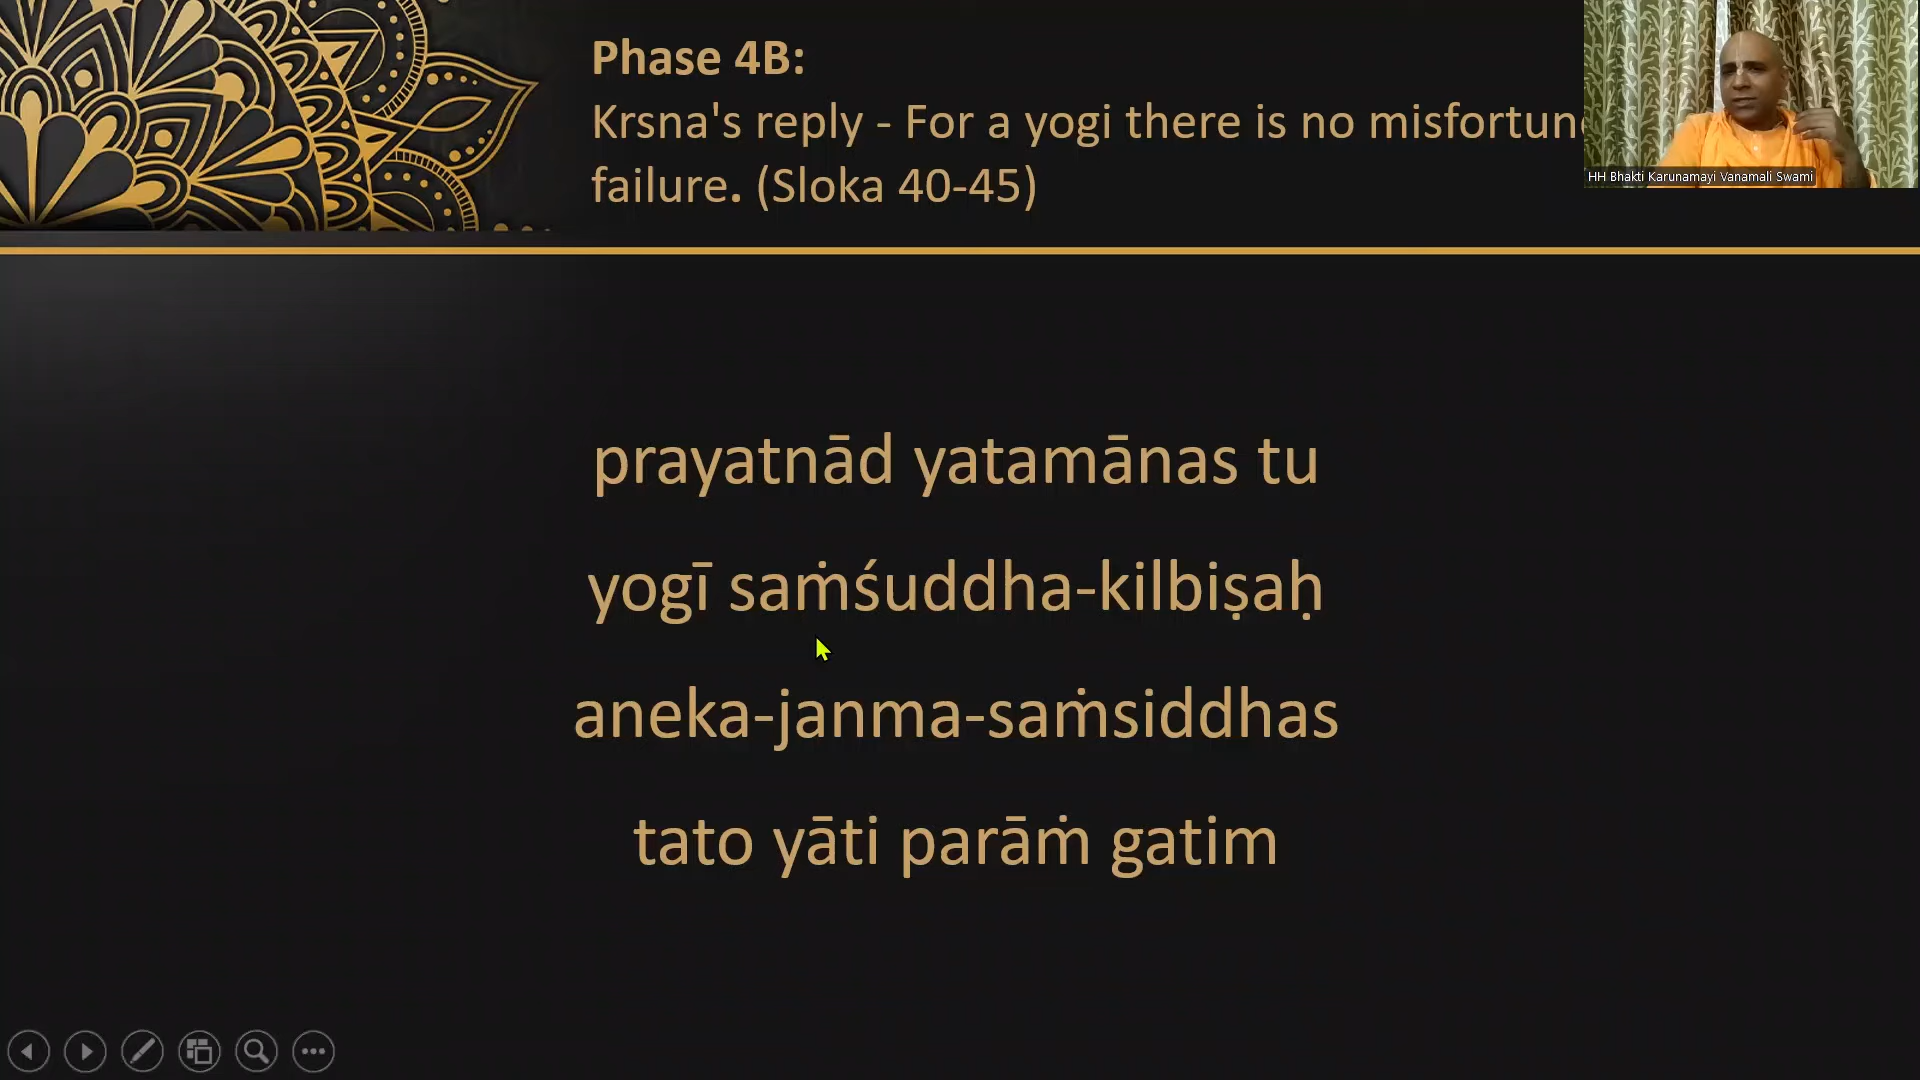 Phase 4B:
Krsna's reply - For a yogi there is no misfortun
failure. (Sloka 40-45)
HH Bhakti Karunamayi Vanamali Swami
prayatnād yatamānas tu
yogī saṁśuddha-kilbiṣaḥ
aneka-janma-saṁsiddhas
tato yāti parāṁ gatim